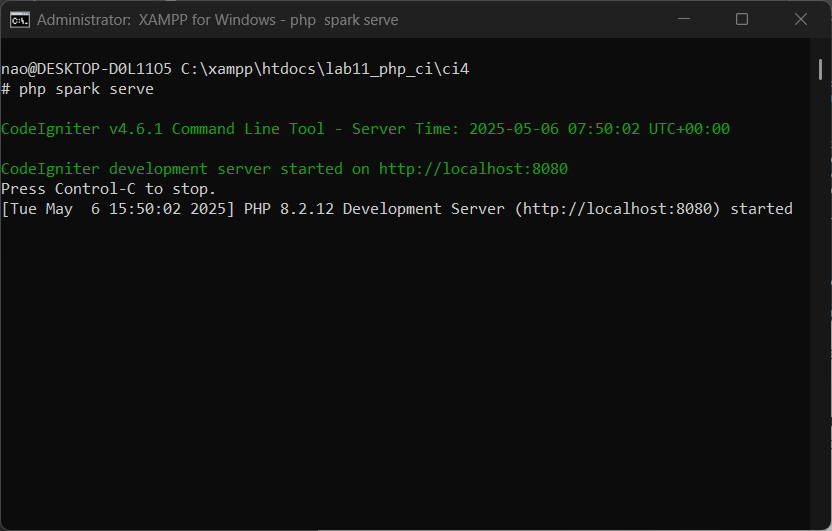 Administrator:  XAMPP for Windows - php  spark serve
nao@DESKTOP-D0L11O5 C:\xampp\htdocs\lab11_php_ci\ci4
# php spark serve
CodeIgniter v4.6.1 Command Line Tool - Server Time: 2025-05-06 07:50:02 UTC+00:00
CodeIgniter development server started on http://localhost:8080
Press Control-C to stop.
[Tue May  6 15:50:02 2025] PHP 8.2.12 Development Server (http://localhost:8080) started